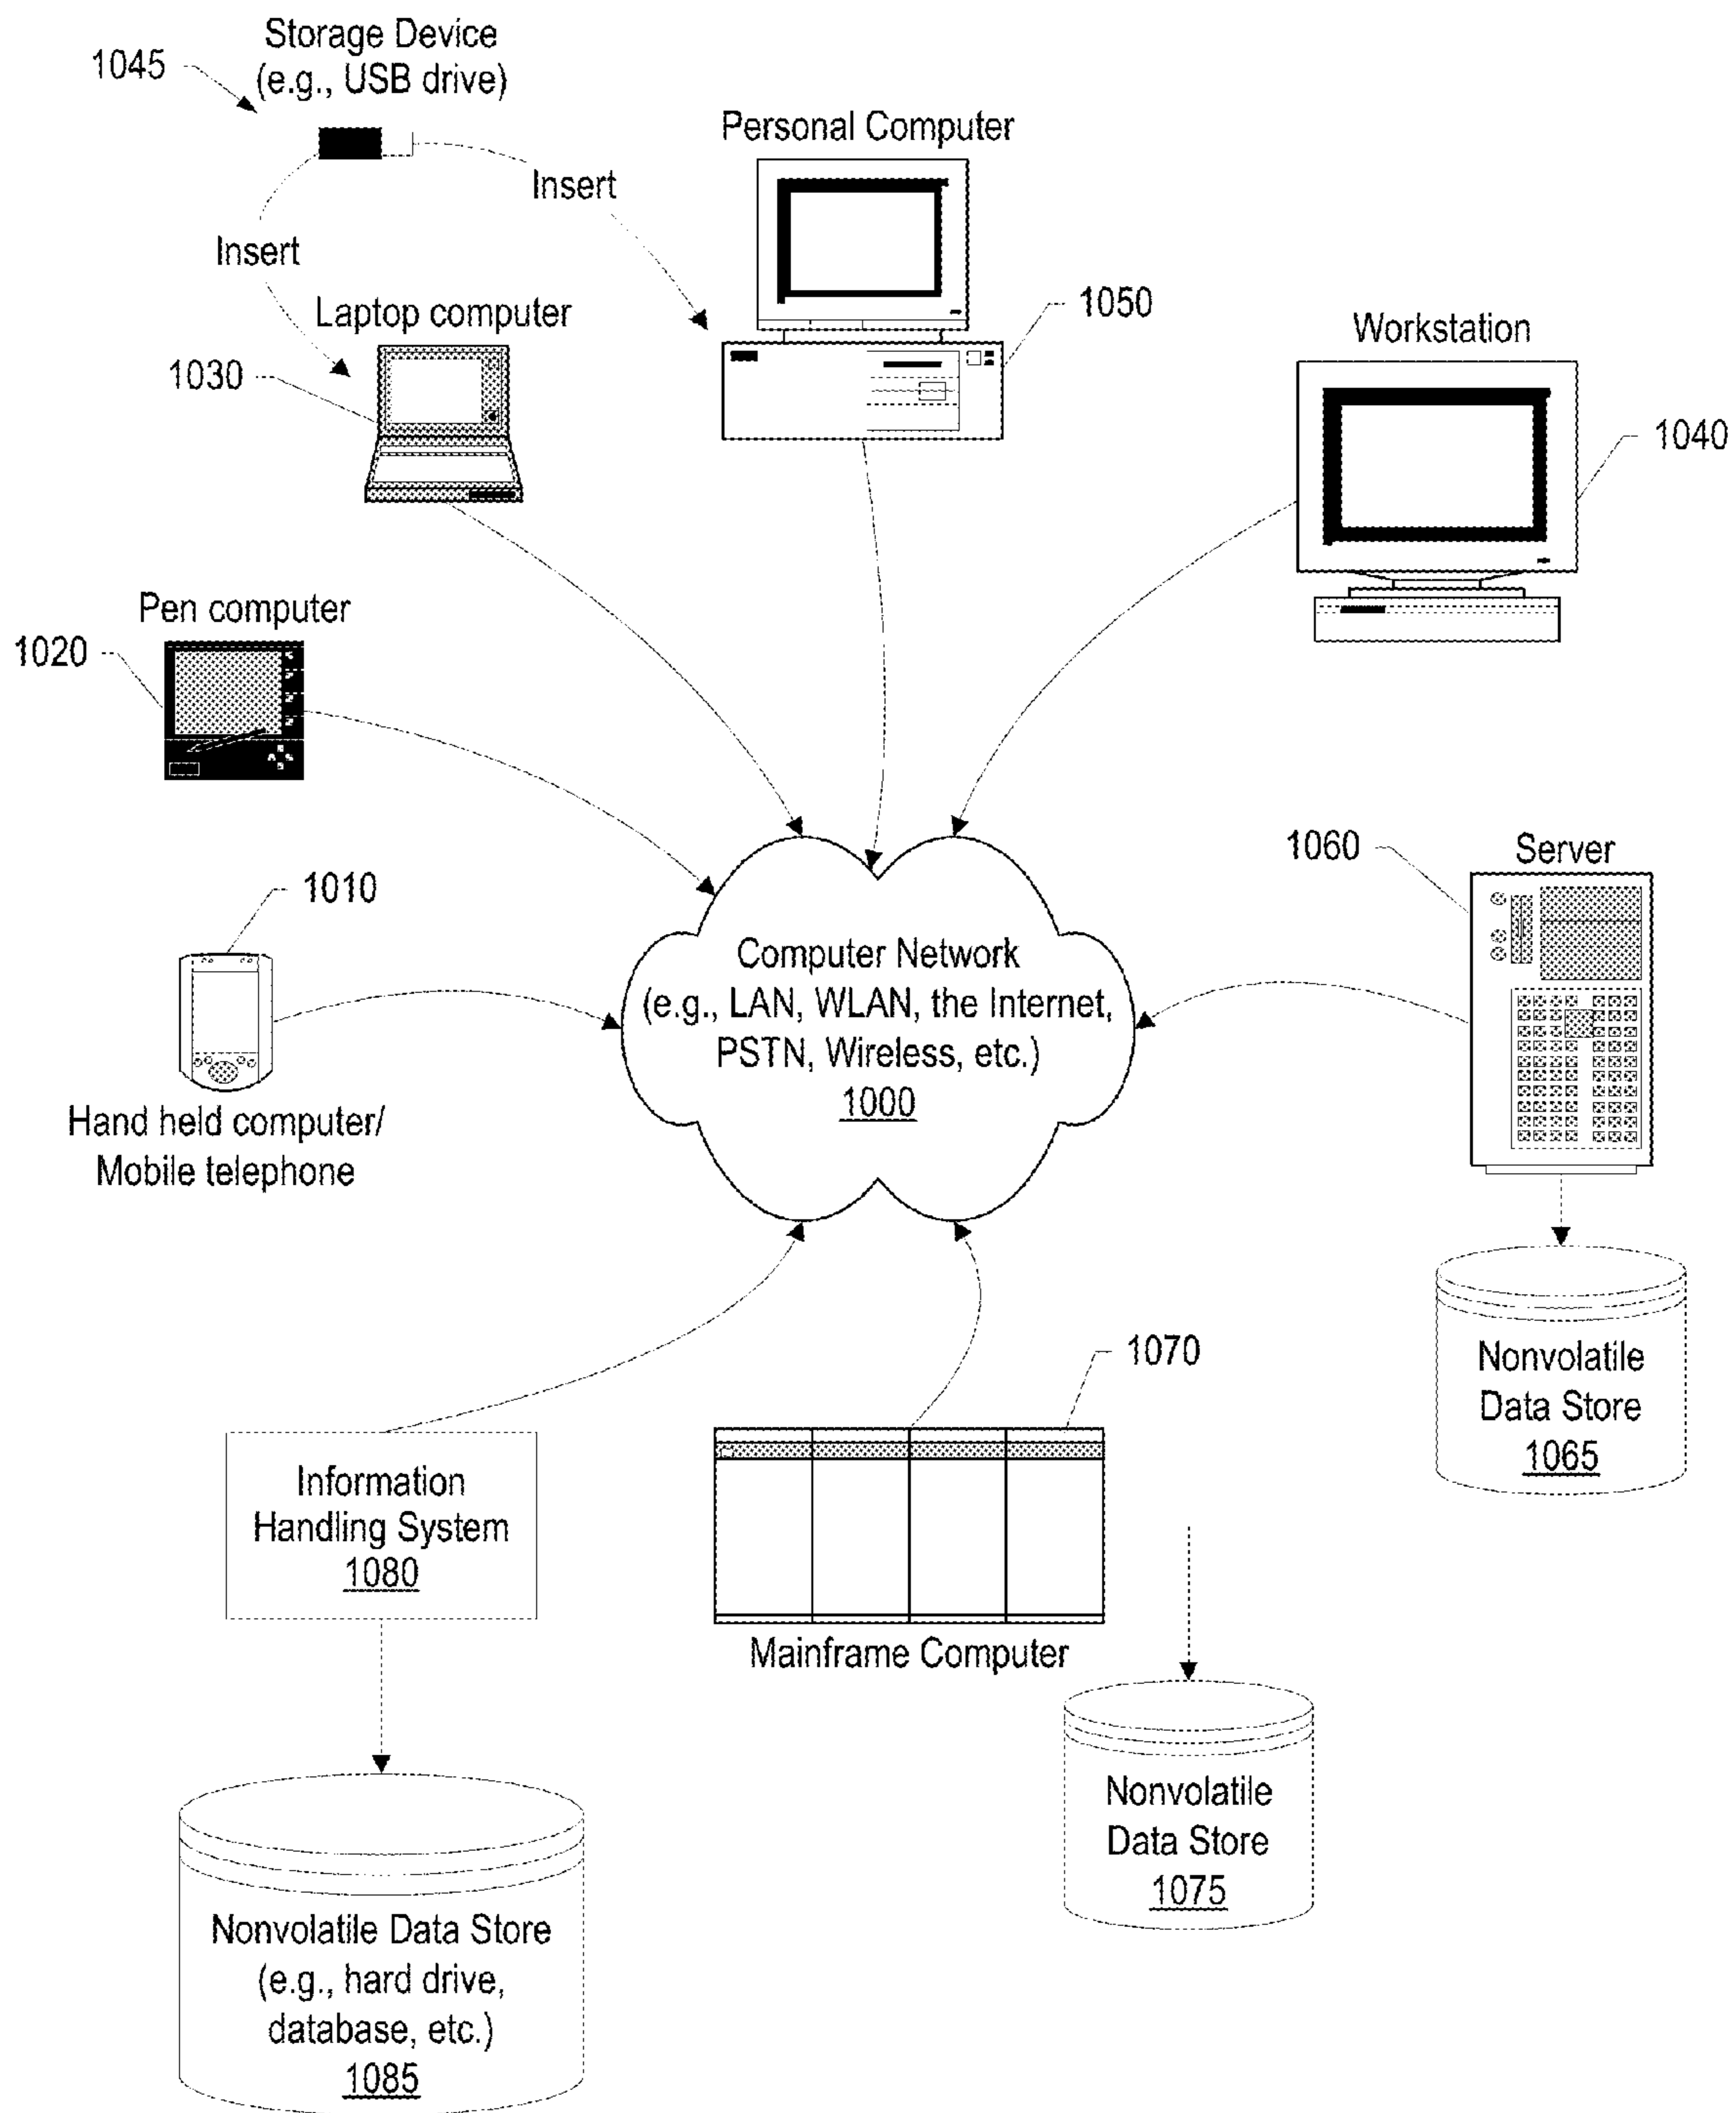 Storage Device
(e.g., USB drive)
1045
Personal Computer
Insert
Insert
Laptop computer
1030
1050
Workstation
1040
Pen computer
1020
1060
Server
1010
Computer Network
(e.g., LAN, WLAN, the Internet,
PSTN, Wireless, etc.)
1000
Hand held computer/
Mobile telephone
1070
Nonvolatile
Data Store
1065
Information
Handling System
1080
Mainframe Computer
Nonvolatile
Data Store
1075
Nonvolatile Data Store
(e.g., hard drive,
database, etc.)
1085